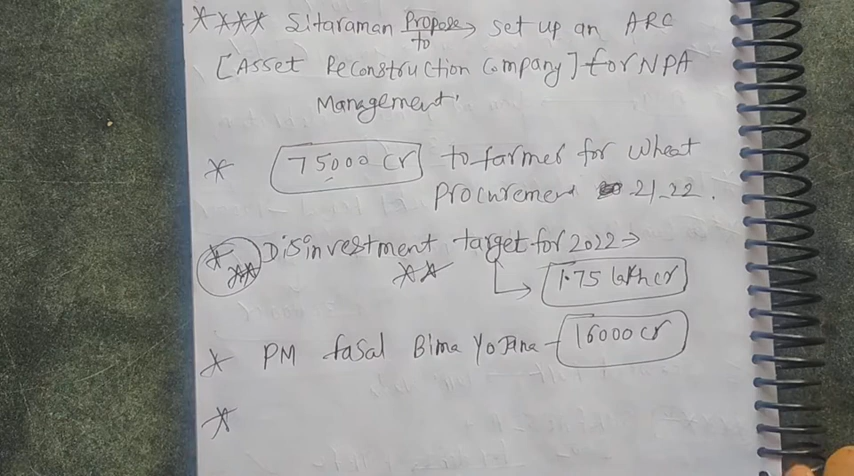 **** Sitaraman Propose to → set up an ARC
[Asset Reconstruction Company] for NPA
Management.
* 75000 cr to farmer for wheat
procurement 21-22.
* ** Disinvestment target for 2022 →
** 1.75 lakh cr
* PM fasal Bima Yojana - 16000 cr
*